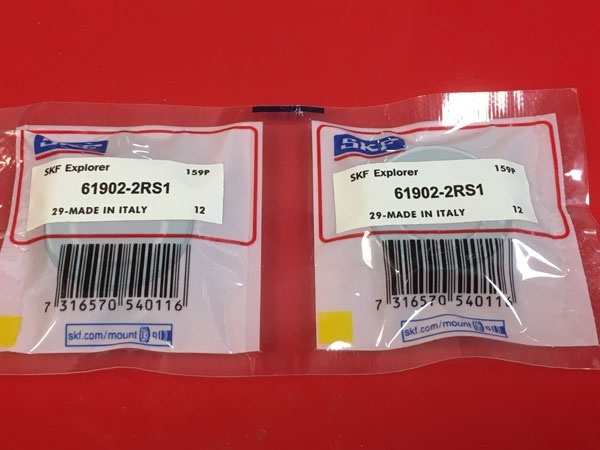 SKF
SKF Explorer 159P
61902-2RS1
29-MADE IN ITALY 12
7 316570 540116
skf.com/mount
SKF
SKF Explorer 159P
61902-2RS1
29-MADE IN ITALY 12
7 316570 540116
skf.com/mount